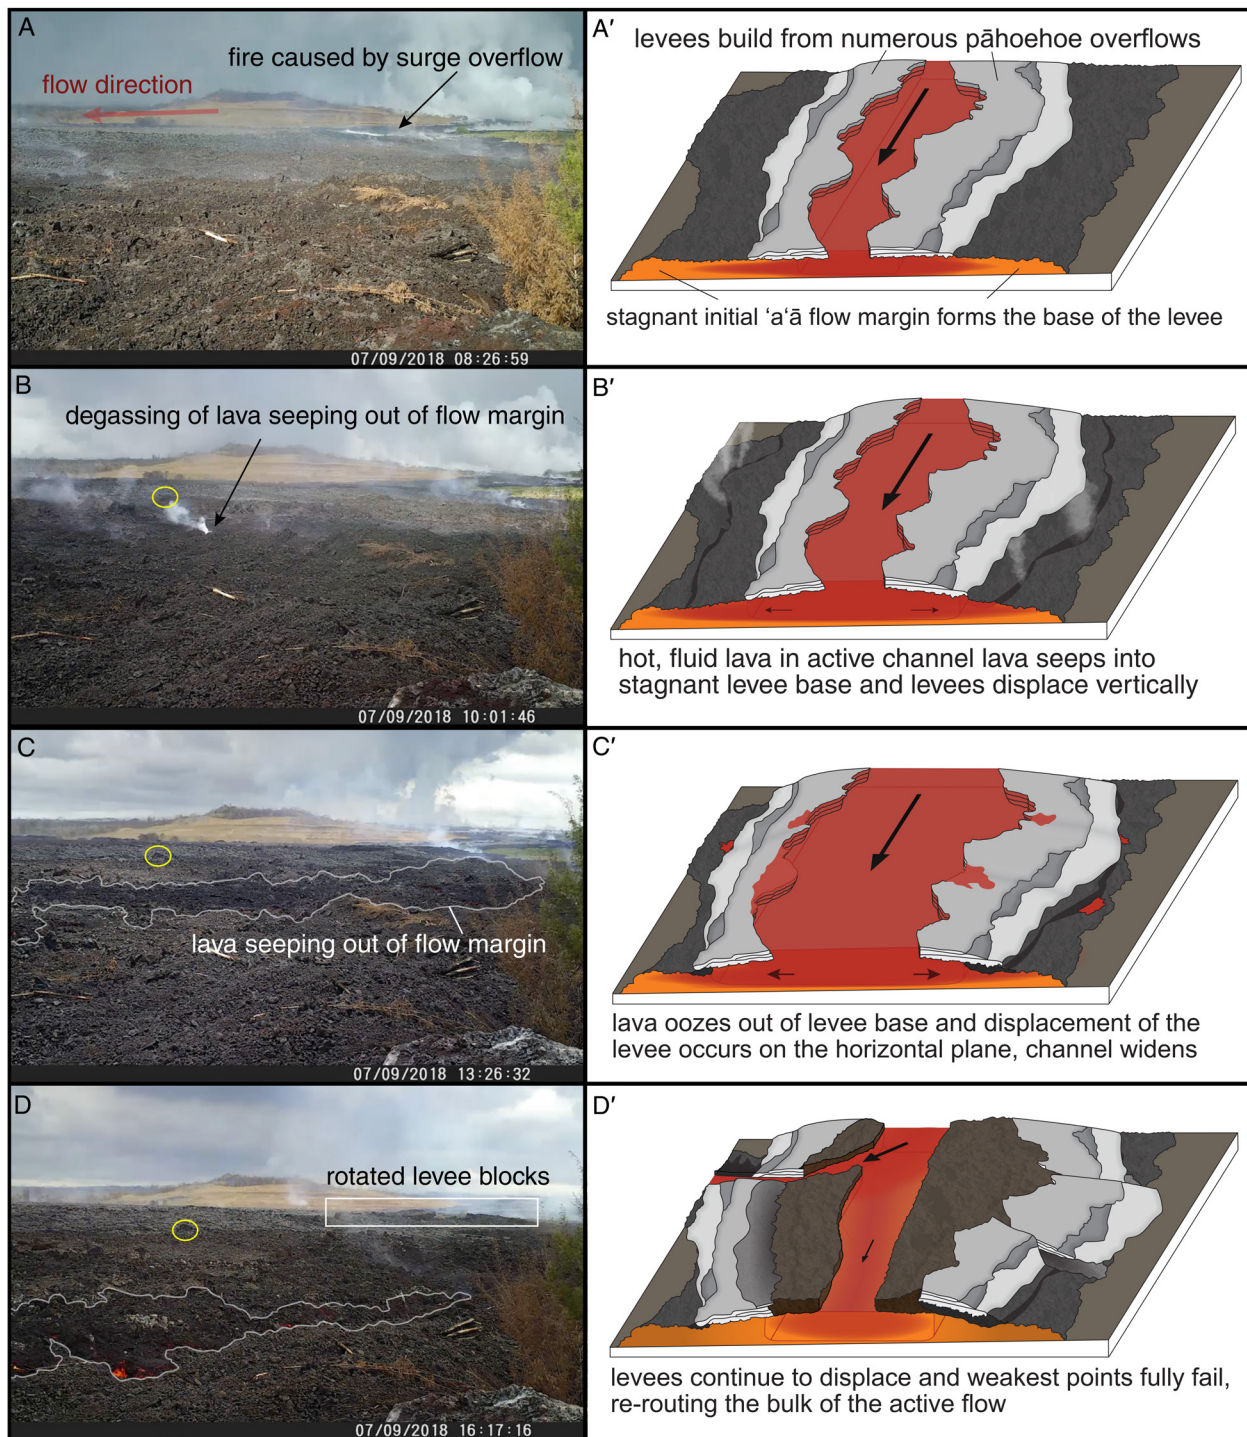 A
fire caused by surge overflow
flow direction
07/09/2018 08:26:59
A′
levees build from numerous pāhoehoe overflows
stagnant initial ʻaʻā flow margin forms the base of the levee
B
degassing of lava seeping out of flow margin
07/09/2018 10:01:46
B′
hot, fluid lava in active channel lava seeps into
stagnant levee base and levees displace vertically
C
lava seeping out of flow margin
07/09/2018 13:26:32
C′
lava oozes out of levee base and displacement of the
levee occurs on the horizontal plane, channel widens
D
rotated levee blocks
07/09/2018 16:17:16
D′
levees continue to displace and weakest points fully fail,
re-routing the bulk of the active flow